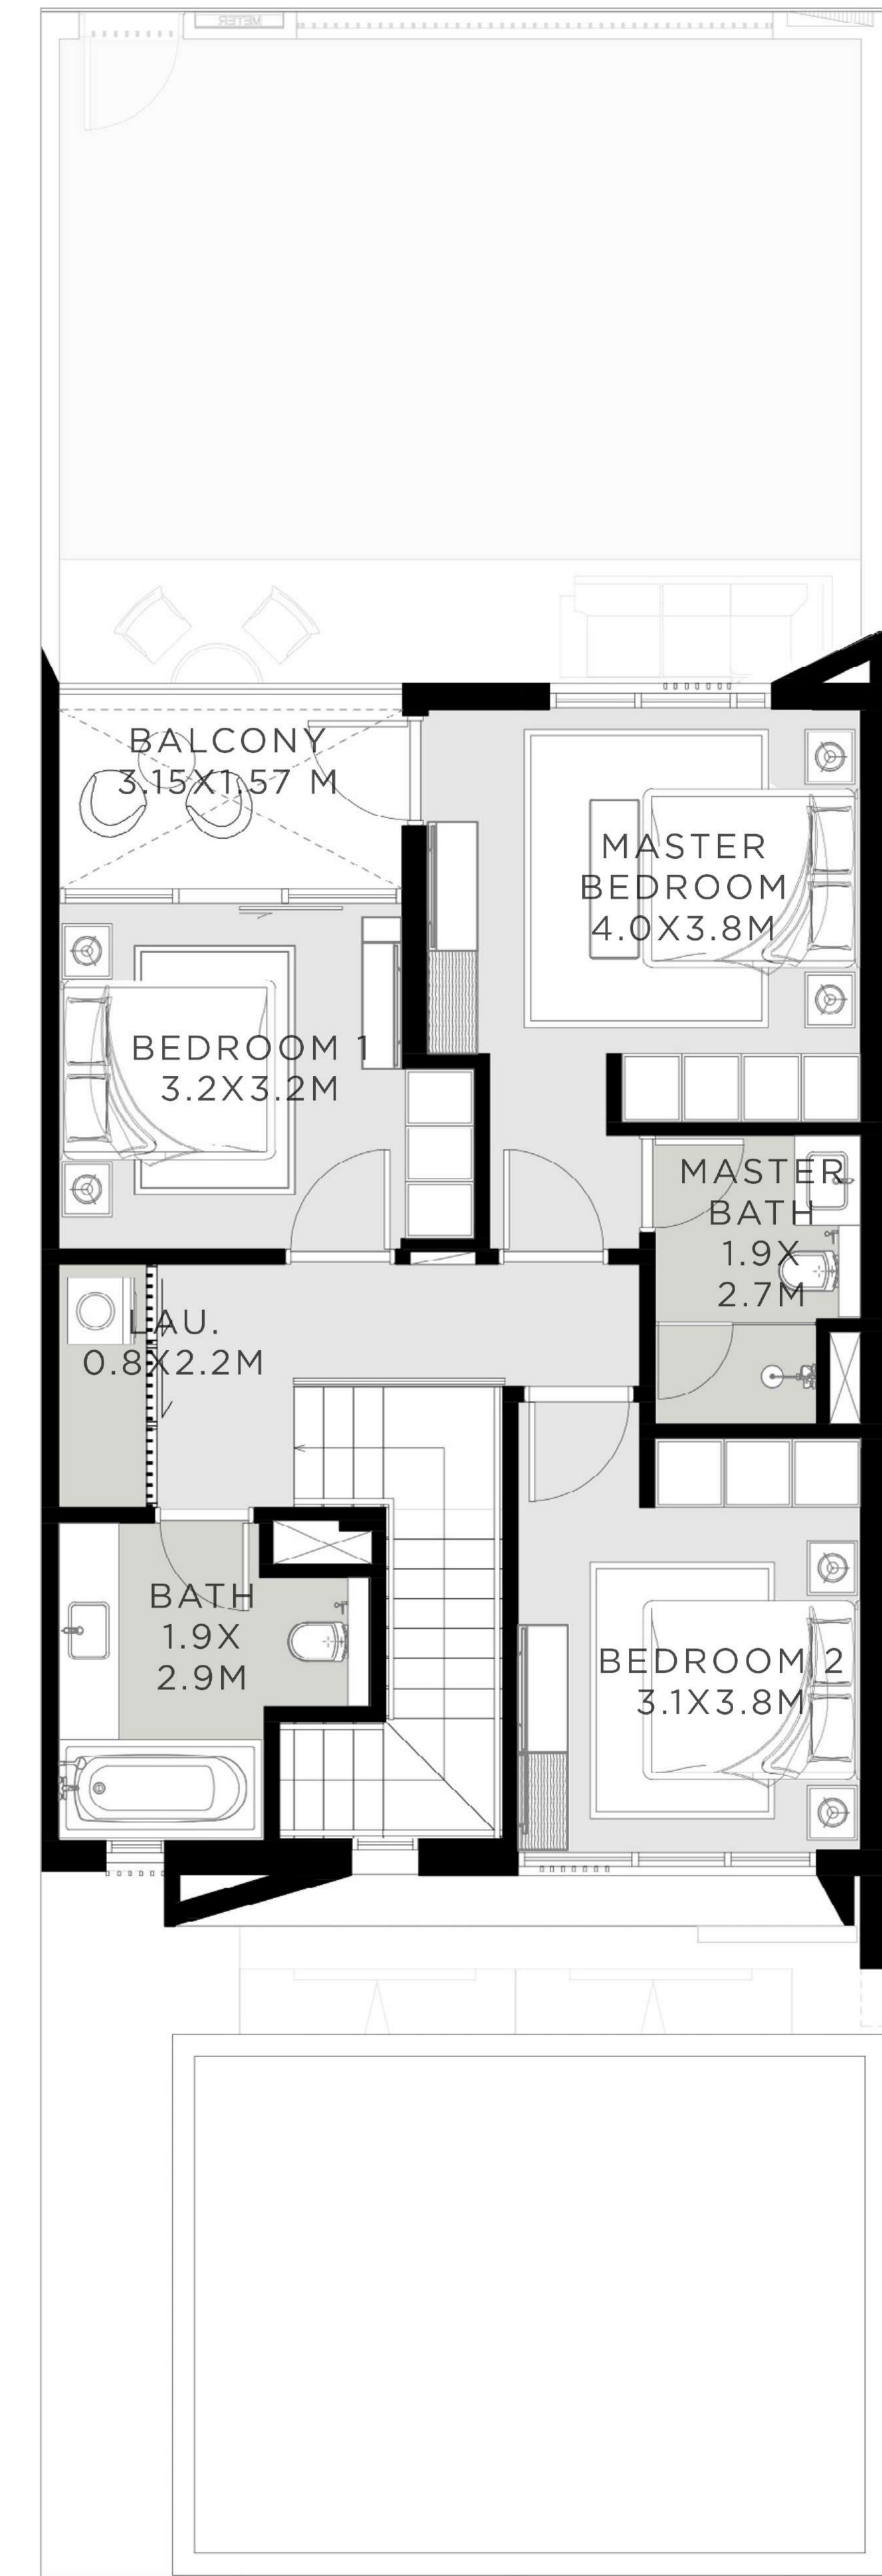 METER
BALCONY
3.15X1.57 M
MASTER
BEDROOM
4.0X3.8M
BEDROOM 1
3.2X3.2M
MASTER
BATH
1.9X
2.7M
LAU.
0.8X2.2M
BATH
1.9X
2.9M
BEDROOM 2
3.1X3.8M